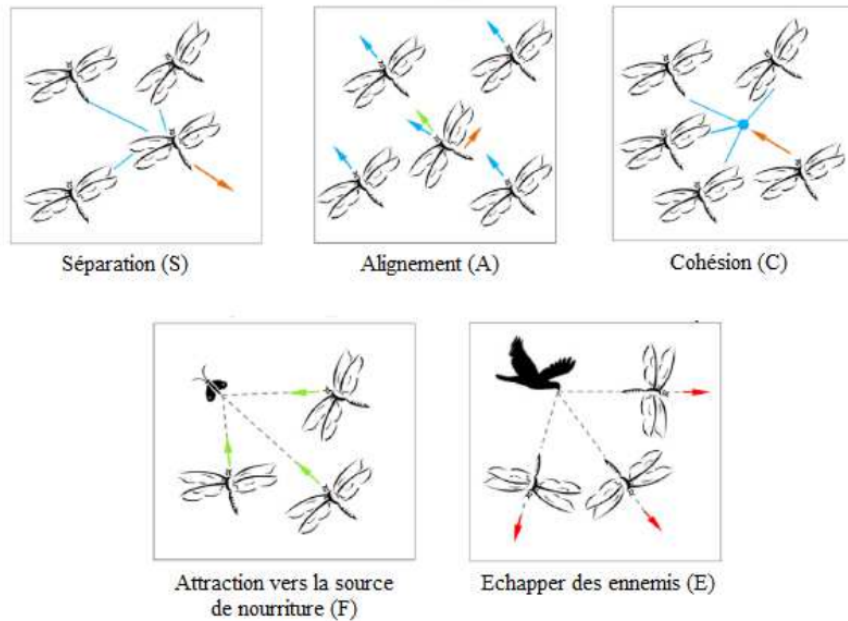 Séparation (S)
Alignement (A)
Cohésion (C)
Attraction vers la source
de nourriture (F)
Echapper des ennemis (E)